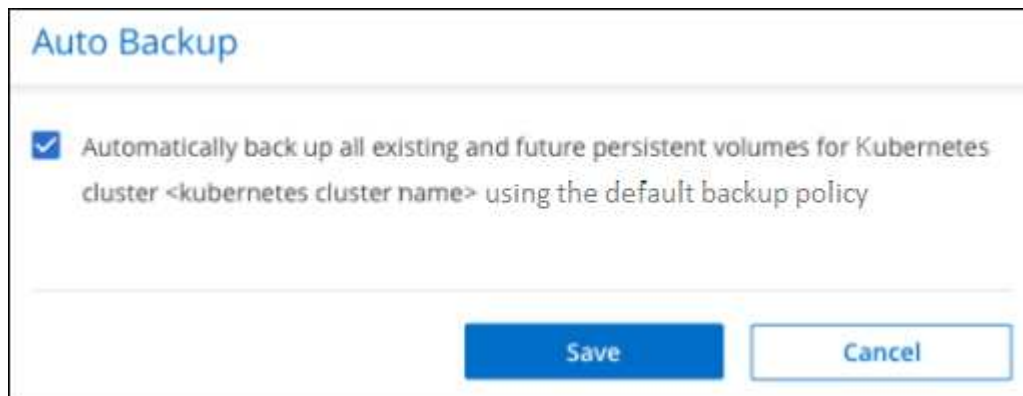 Auto Backup
Automatically back up all existing and future persistent volumes for Kubernetes
cluster <kubernetes cluster name> using the default backup policy
Save
Cancel